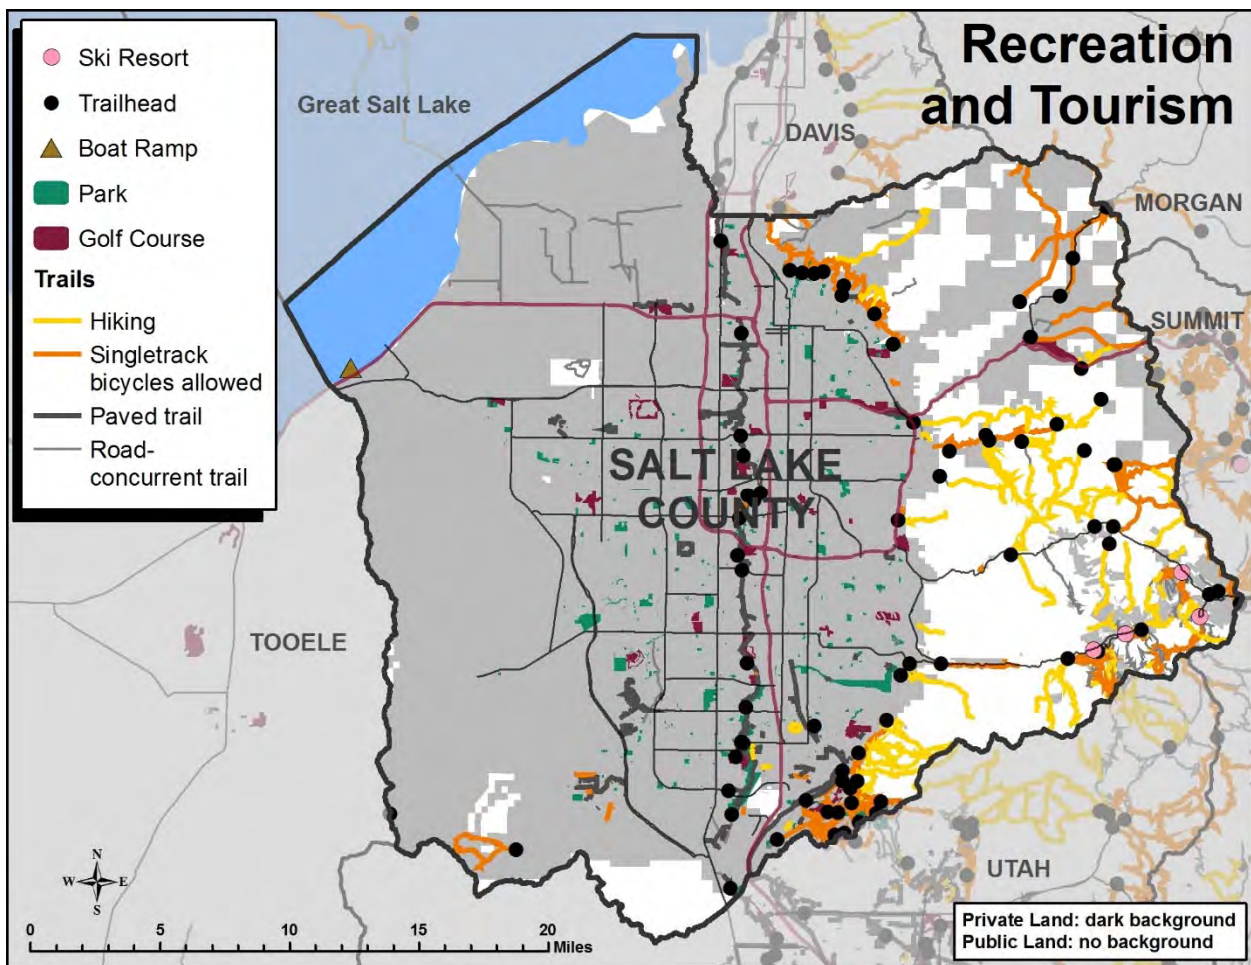 Recreation
and Tourism
Ski Resort
Trailhead
Boat Ramp
Park
Golf Course
Trails
Hiking
Singletrack
bicycles allowed
Paved trail
Road-
concurrent trail
Great Salt Lake
DAVIS
MORGAN
SUMMIT
SALT LAKE
COUNTY
TOOELE
UTAH
N
W E
S
0 5 10 15 20
Miles
Private Land: dark background
Public Land: no background